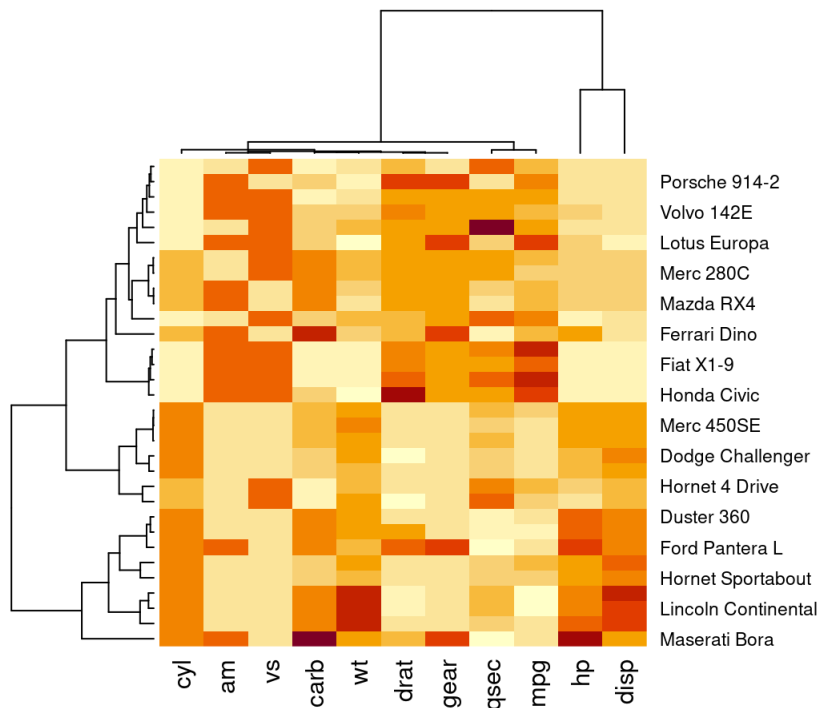 Porsche 914-2
Volvo 142E
Lotus Europa
Merc 280C
Mazda RX4
Ferrari Dino
Fiat X1-9
Honda Civic
Merc 450SE
Dodge Challenger
Hornet 4 Drive
Duster 360
Ford Pantera L
Hornet Sportabout
Lincoln Continental
Maserati Bora
cyl am vs carb wt drat gear qsec mpg hp disp